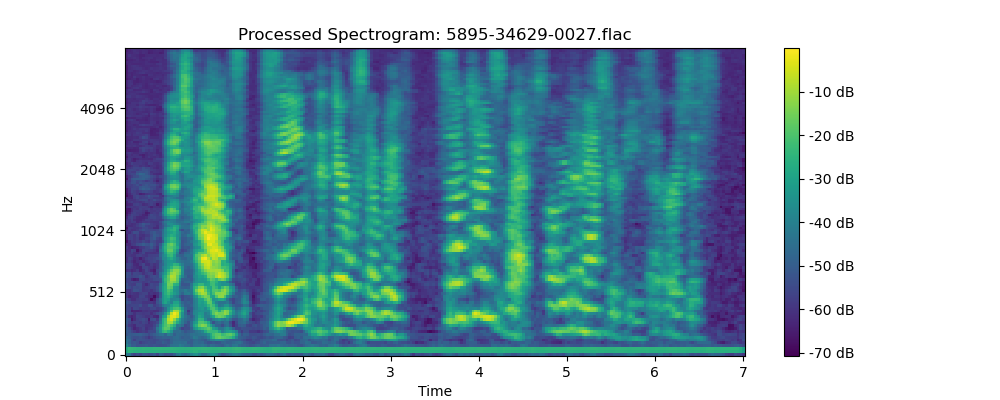 Processed Spectrogram: 5895-34629-0027.flac
Hz
4096
2048
1024
512
0
0 1 2 3 4 5 6 7
Time
-10 dB
-20 dB
-30 dB
-40 dB
-50 dB
-60 dB
-70 dB